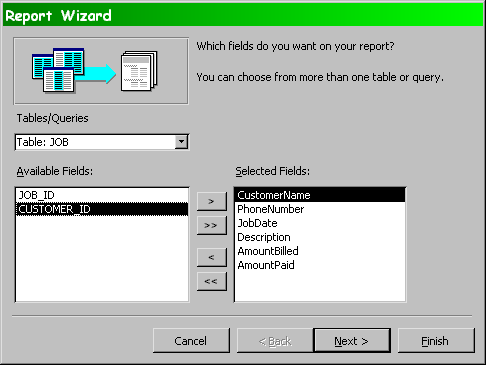 Report Wizard
Which fields do you want on your report?
You can choose from more than one table or query.
Tables/Queries
Table: JOB
Available Fields:
JOB_ID
CUSTOMER_ID
>
>>
<
<<
Selected Fields:
CustomerName
PhoneNumber
JobDate
Description
AmountBilled
AmountPaid
Cancel
< Back
Next >
Finish